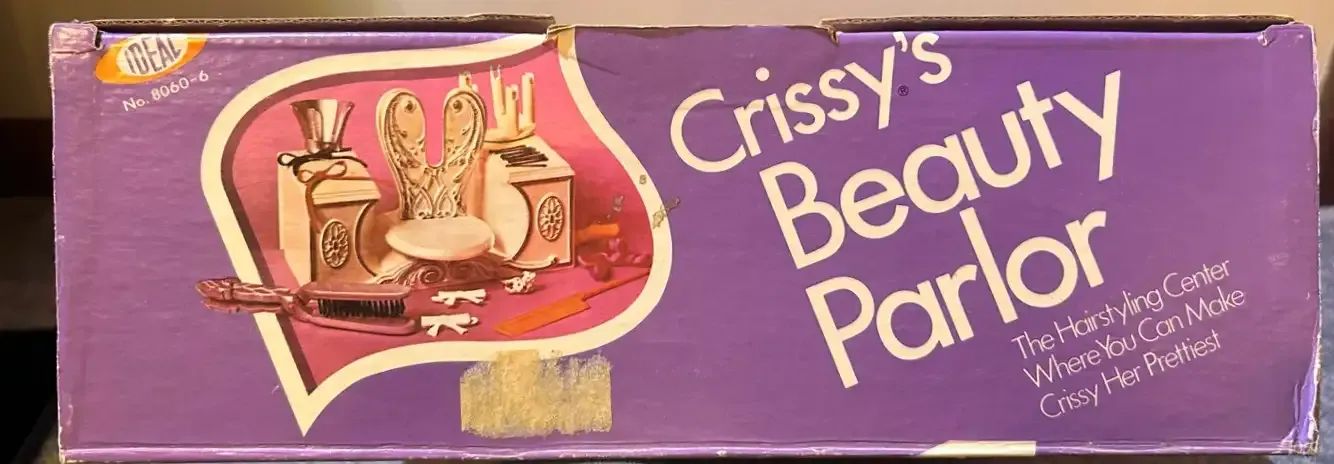 IDEAL
No. 8060-6
Crissy's®
Beauty
Parlor
The Hairstyling Center
Where You Can Make
Crissy Her Prettiest